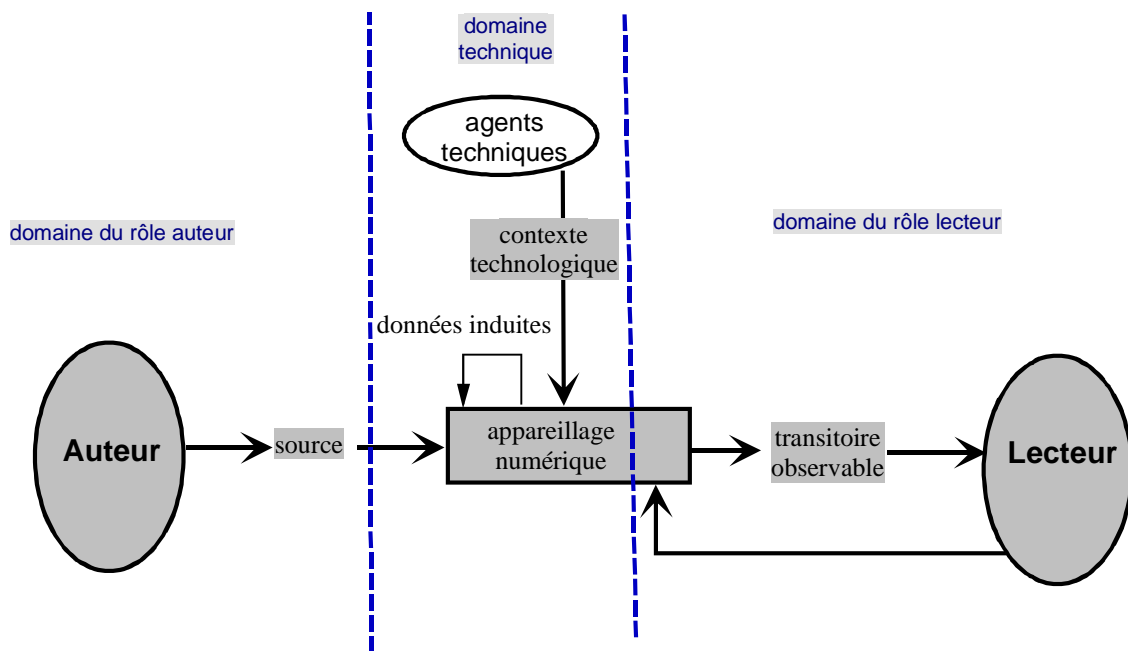 domaine
technique
agents
techniques
domaine du rôle auteur
domaine du rôle lecteur
contexte
technologique
données induites
Auteur
source
appareillage
numérique
transitoire
observable
Lecteur